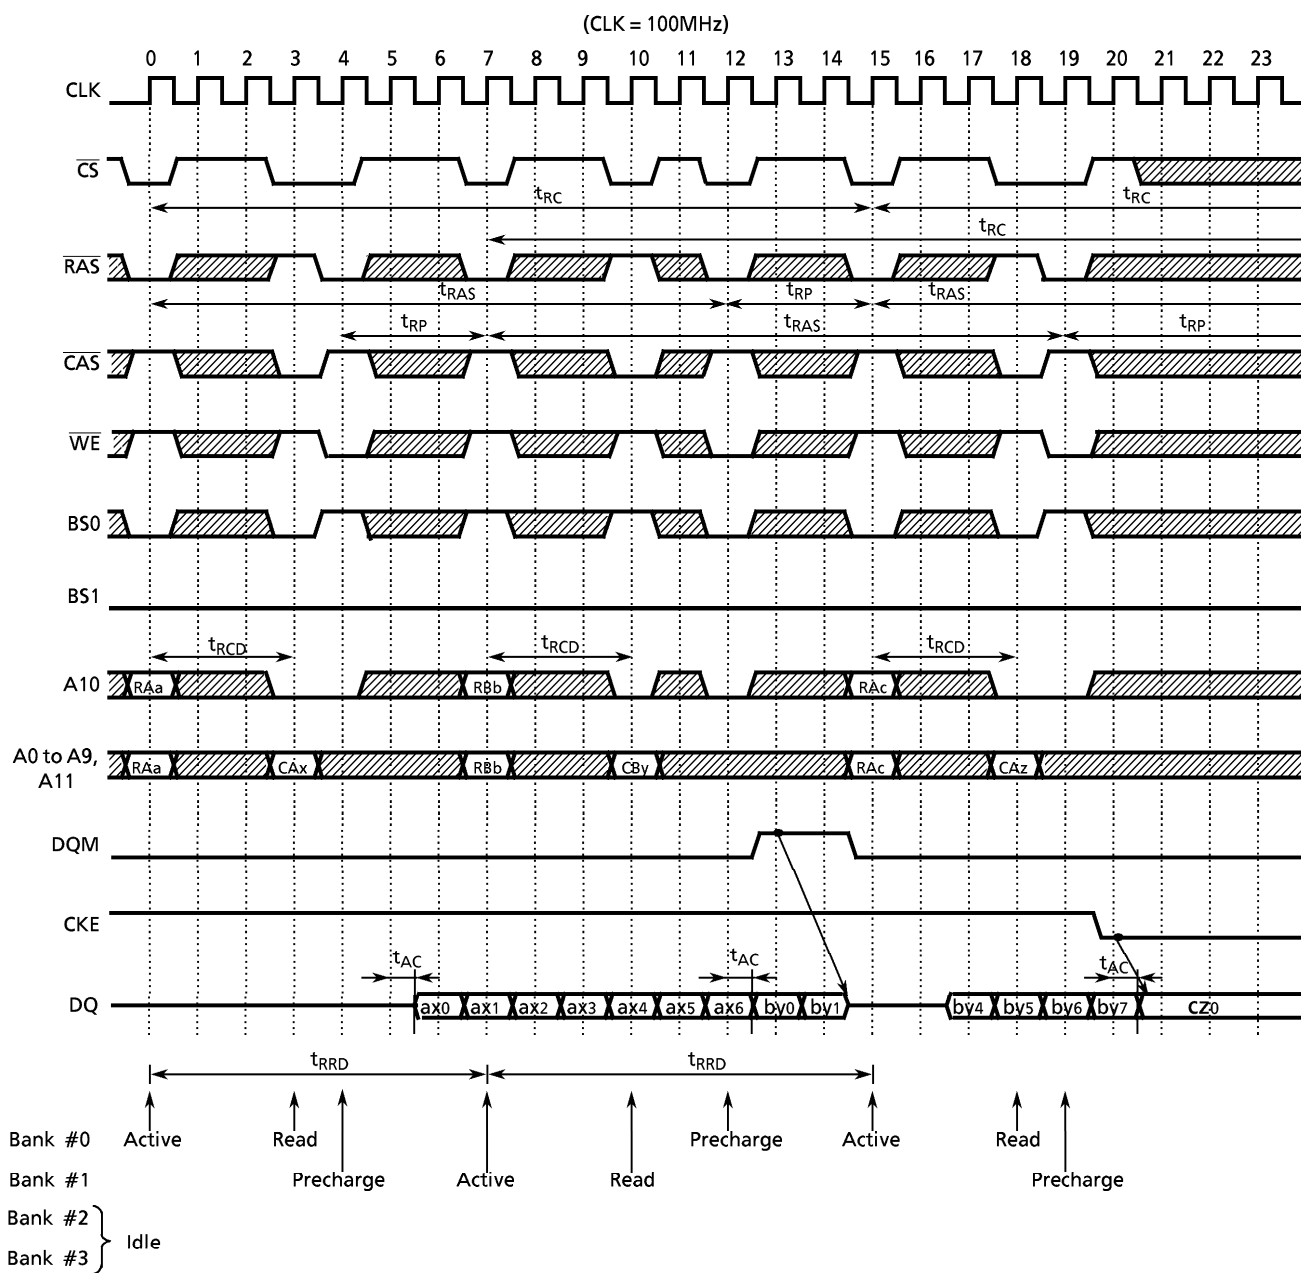 (CLK = 100MHz)
0 1 2 3 4 5 6 7 8 9 10 11 12 13 14 15 16 17 18 19 20 21 22 23
CLK
CS
tRC tRC
tRC
RAS
tRAS tRP tRAS
tRP tRAS tRP
CAS
WE
BS0
BS1
tRCD tRCD tRCD
A10 RAa RBb RAc
A0 to A9,
A11
RAa CAx RBb CBy RAc CAz
DQM
CKE
tAC tAC tAC
DQ ax0 ax1 ax2 ax3 ax4 ax5 ax6 by0 by1 by4 by5 by6 by7 cz0
tRRD tRRD
Bank #0 Active Read Precharge Active Read
Bank #1 Precharge Active Read Precharge
Bank #2
Idle
Bank #3